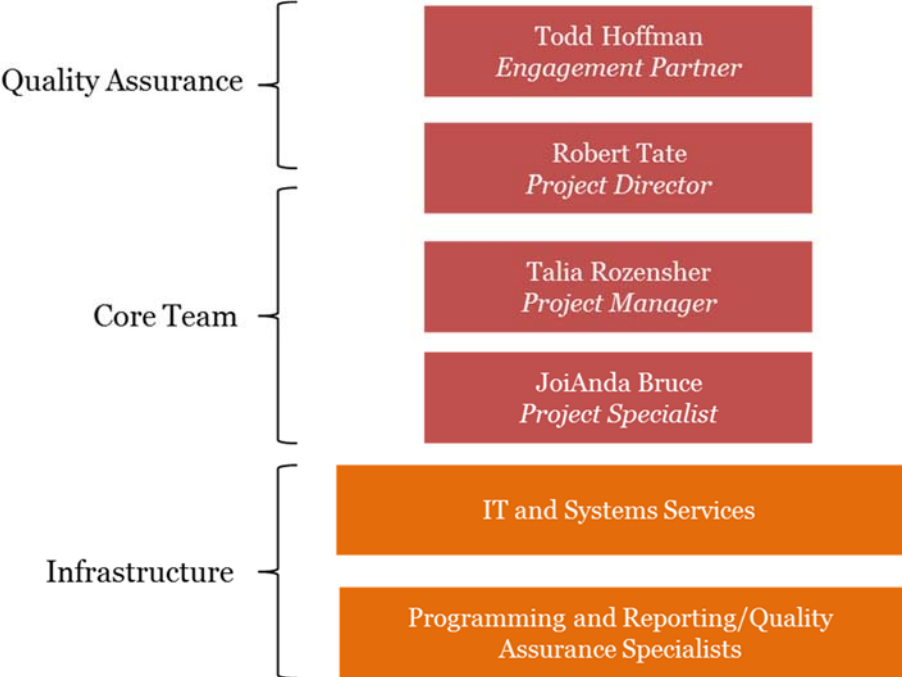 Quality Assurance
Todd Hoffman
Engagement Partner
Robert Tate
Project Director
Core Team
Talia Rozensher
Project Manager
JoiAnda Bruce
Project Specialist
Infrastructure
IT and Systems Services
Programming and Reporting/Quality
Assurance Specialists